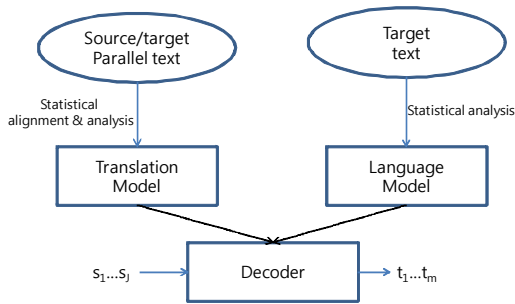 Source/target
Parallel text
Target
text
Statistical
alignment & analysis
Statistical analysis
Translation
Model
Language
Model
s₁...sⱼ
Decoder
t₁...tₘ